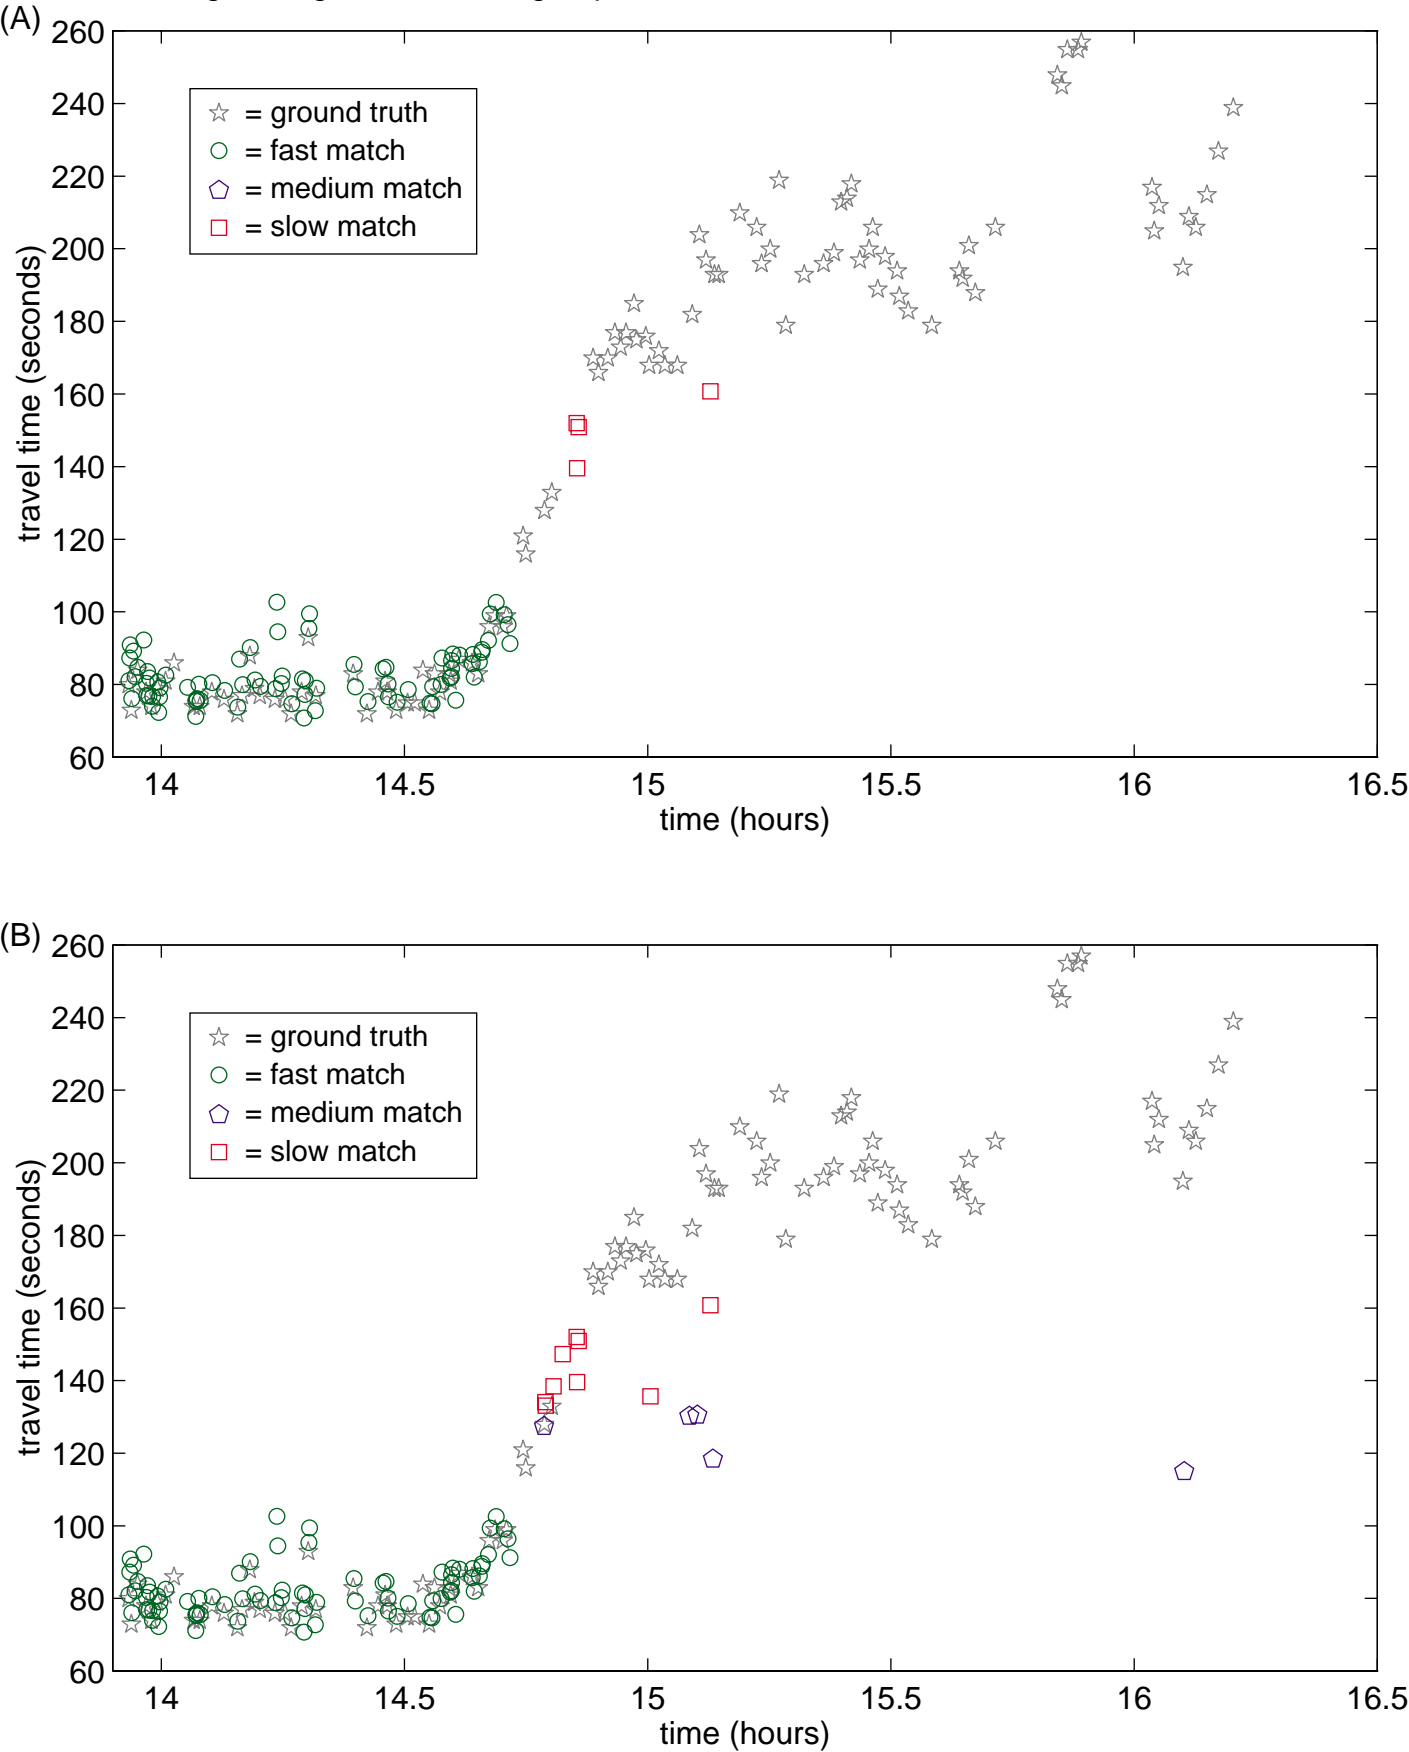 (A)
260
240
220
200
180
160
140
120
100
80
60
travel time (seconds)
= ground truth
= fast match
= medium match
= slow match
14 14.5 15 15.5 16 16.5
time (hours)
(B)
260
240
220
200
180
160
140
120
100
80
60
travel time (seconds)
= ground truth
= fast match
= medium match
= slow match
14 14.5 15 15.5 16 16.5
time (hours)